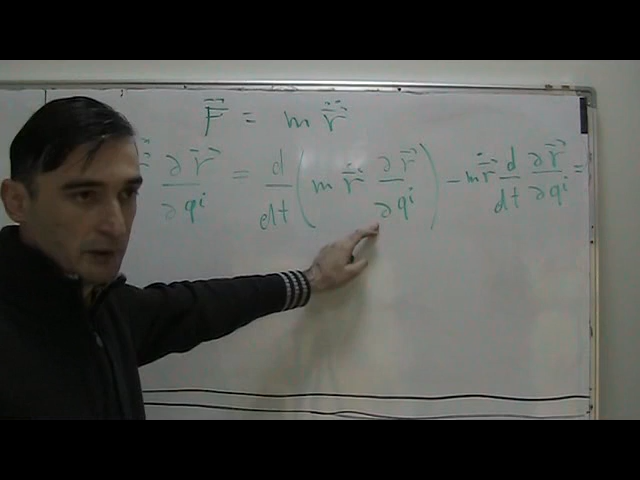 F⃗ = m r⃗̈
∂r⃗/∂qⁱ = d/dt (m r⃗̇ ∂r⃗/∂qⁱ) − m r⃗̇ d/dt ∂r⃗/∂qⁱ =